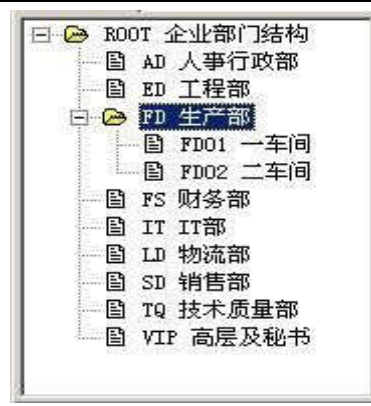 ROOT 企业部门结构
AD 人事行政部
ED 工程部
FD 生产部
FD01 一车间
FD02 二车间
FS 财务部
IT IT部
LD 物流部
SD 销售部
TQ 技术质量部
VIP 高层及秘书